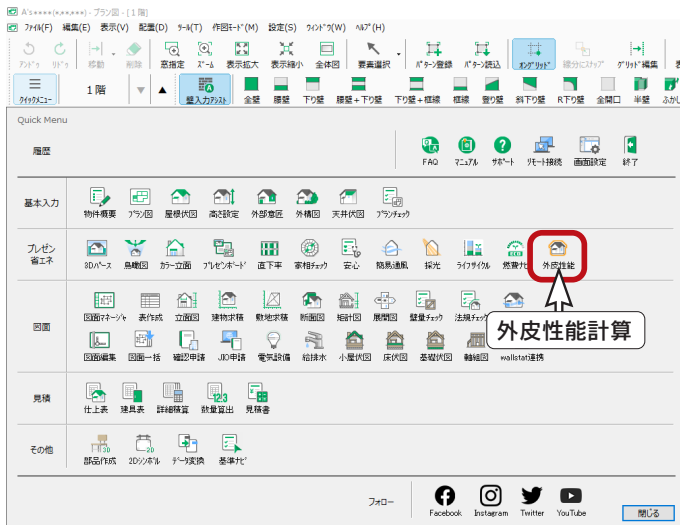 A's****(*.**.***) - プラン図 - [1 階]
ファイル(F) 編集(E) 表示(V) 配置(D) ツール(T) 作図モード(M) 設定(S) ウインドウ(W) ヘルプ(H)
アンドゥ リドゥ 移動 削除 窓指定 ズーム 表示拡大 表示縮小 全体図 要素選択 パターン登録 パターン読込 オングリッド 線分にスナップ グリッド編集
クイックメニュー 1 階 壁入力アシスト 全壁 腰壁 下り壁 腰壁+下り壁 下り壁+框線 框線 登り壁 斜下り壁 R下り壁 全開口 半壁 ふかし
Quick Menu
履歴 FAQ マニュアル サポート リモート接続 画面設定 終了
基本入力 物件概要 プラン図 屋根伏図 高さ設定 外部意匠 外構図 天井伏図 プランチェック
プレゼン
省エネ 3Dパース 鳥瞰図 カラー立面 プレゼンボード 直下率 家相チェック 安心 簡易通風 採光 ライフサイクル 燃費ナビ 外皮性能
図面 図面マネージャ 表作成 立面図 建物求積 敷地求積 断面図 矩計図 展開図 壁量チェック 法規チェック
外皮性能計算
図面編集 図面一括 確認申請 JIO申請 電気設備 給排水 小屋伏図 床伏図 基礎伏図 軸組図 wallstat連携
見積 仕上表 建具表 詳細積算 数量算出 見積書
その他 部品作成 2Dシンボル データ変換 基準ナビ
フォロー Facebook Instagram Twitter YouTube 閉じる